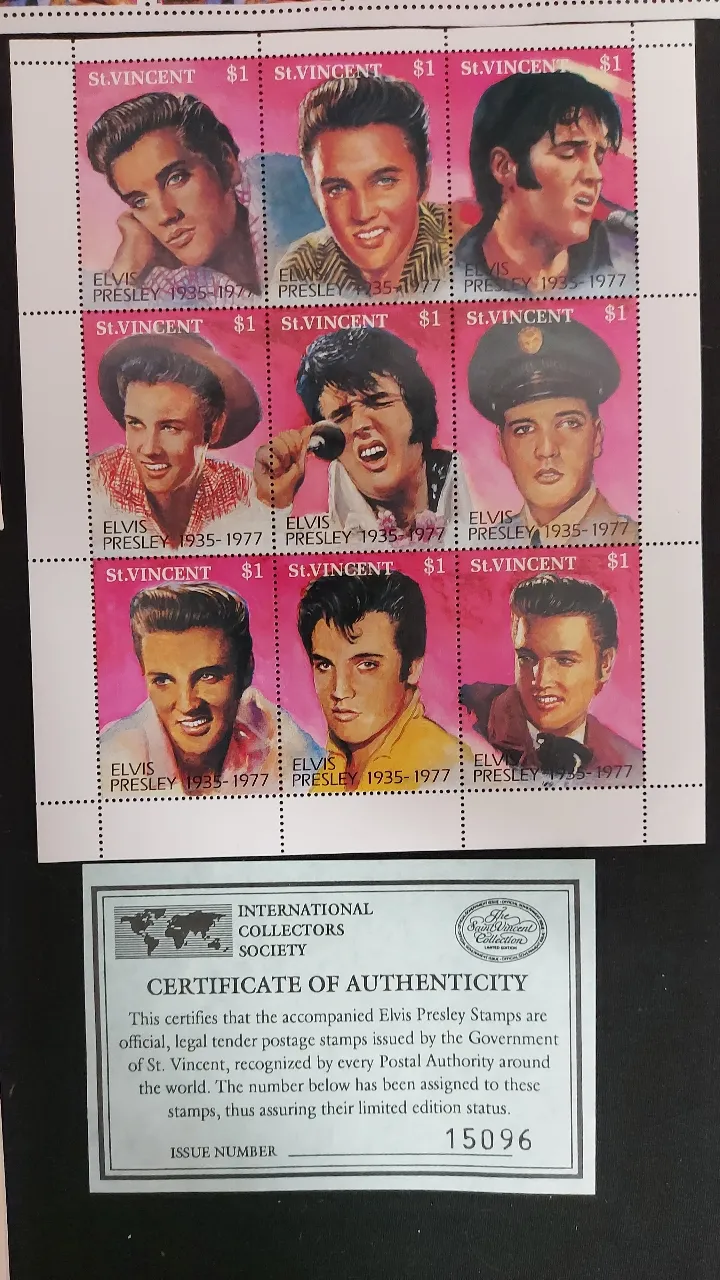 St.VINCENT $1
ELVIS
PRESLEY 1935-1977
St.VINCENT $1
ELVIS
PRESLEY 1935-1977
St.VINCENT $1
ELVIS
PRESLEY 1935-1977
St.VINCENT $1
ELVIS
PRESLEY 1935-1977
St.VINCENT $1
ELVIS
PRESLEY 1935-1977
St.VINCENT $1
ELVIS
PRESLEY 1935-1977
St.VINCENT $1
ELVIS
PRESLEY 1935-1977
St.VINCENT $1
ELVIS
PRESLEY 1935-1977
St.VINCENT $1
ELVIS
PRESLEY 1935-1977
INTERNATIONAL
COLLECTORS
SOCIETY
The
Saint Vincent
Collection
LIMITED EDITION
CERTIFICATE OF AUTHENTICITY
This certifies that the accompanied Elvis Presley Stamps are
official, legal tender postage stamps issued by the Government
of St. Vincent, recognized by every Postal Authority around
the world. The number below has been assigned to these
stamps, thus assuring their limited edition status.
ISSUE NUMBER 15096